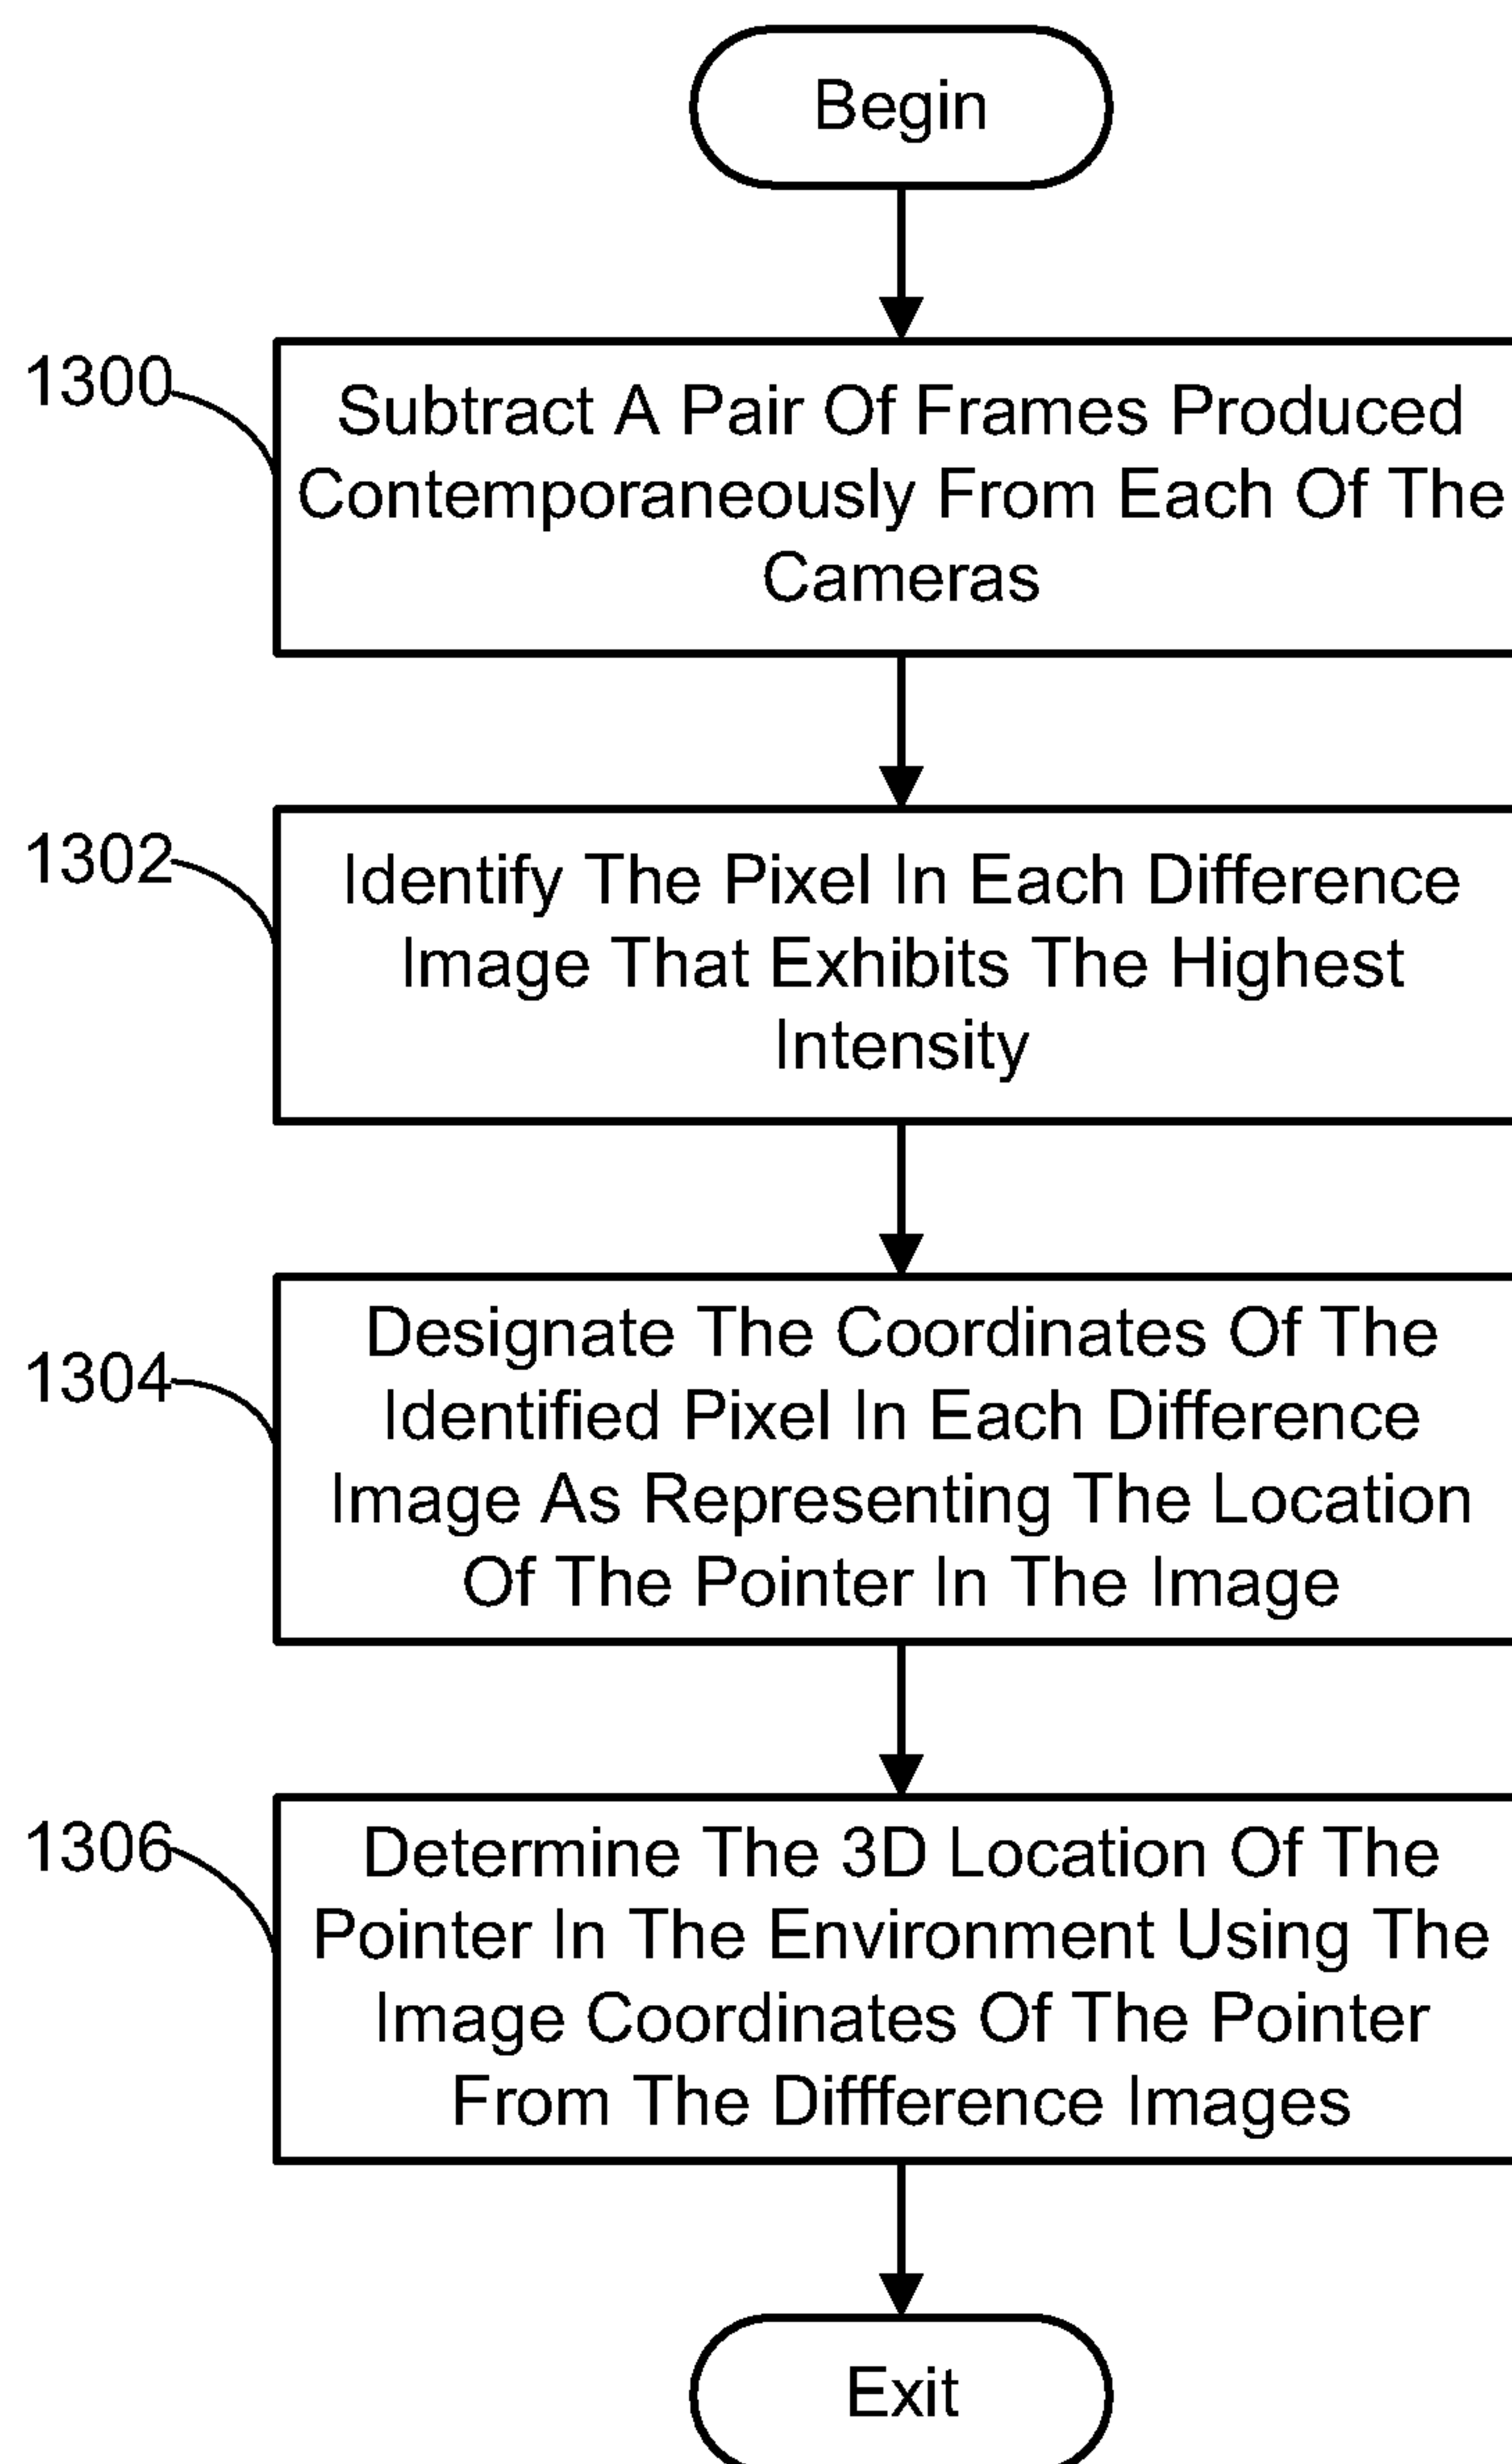 Begin
1300
Subtract A Pair Of Frames Produced
Contemporaneously From Each Of The
Cameras
1302
Identify The Pixel In Each Difference
Image That Exhibits The Highest
Intensity
1304
Designate The Coordinates Of The
Identified Pixel In Each Difference
Image As Representing The Location
Of The Pointer In The Image
1306
Determine The 3D Location Of The
Pointer In The Environment Using The
Image Coordinates Of The Pointer
From The Difference Images
Exit